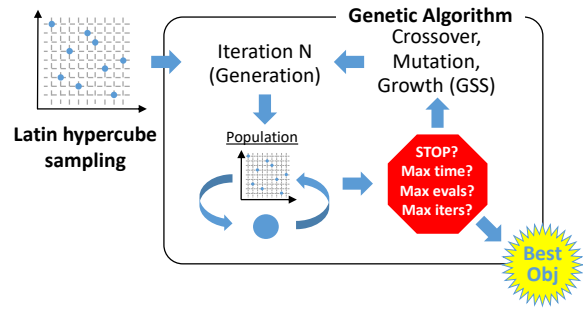 Genetic Algorithm
Crossover,
Mutation,
Growth (GSS)
Iteration N
(Generation)
Latin hypercube
sampling
Population
STOP?
Max time?
Max evals?
Max iters?
Best
Obj